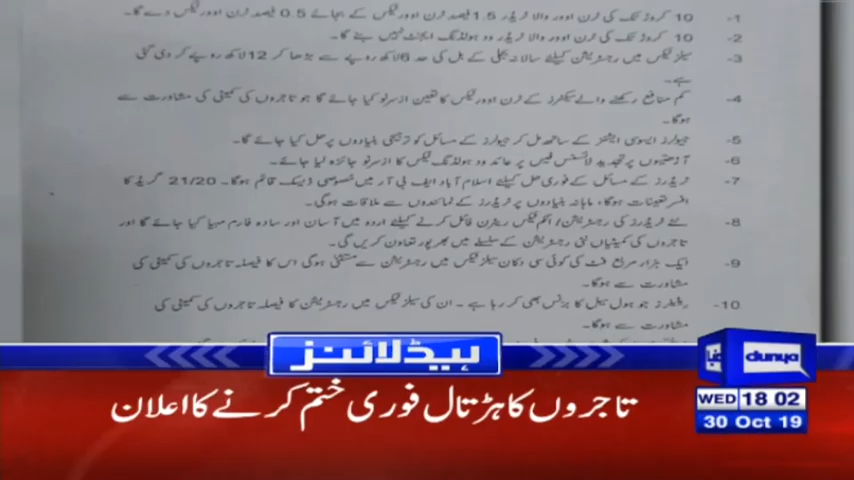 1- 10 کروڑ تک کی ٹرن اوور والا ٹریڈر 1.5 فیصد ٹرن اوور ٹیکس کے بجائے 0.5 فیصد ٹرن اوور ٹیکس دے گا۔
2- 10 کروڑ تک کی ٹرن اوور والا ٹریڈر ود ہولڈنگ ایجنٹ نہیں بنے گا۔
3- سیلز ٹیکس میں رجسٹریشن کیلئے سالانہ بجلی کے بل کی حد 6 لاکھ روپے سے بڑھا کر 12 لاکھ روپے کر دی گئی
ہے۔
4- کم منافع رکھنے والے سیکٹرز کے ٹرن اوور ٹیکس کا تعین ازسرنو کیا جائے گا جو تاجروں کی کمیٹی کی مشاورت سے
ہوگا۔
5- جیولرز ایسوسی ایشنز کے ساتھ مل کر جیولرز کے مسائل کو ترجیحی بنیادوں پر حل کیا جائے گا۔
6- آڑھتیوں پر تجدید لائسنس فیس پر عائد ود ہولڈنگ ٹیکس کا ازسرنو جائزہ لیا جائے۔
7- ٹریڈرز کے مسائل کے فوری حل کیلئے اسلام آباد ایف بی آر میں خصوصی ڈیسک قائم ہوگا۔ 21/20 گریڈ کا
افسر تعینات ہوگا، ماہانہ بنیادوں پر ٹریڈرز کے نمائندوں سے ملاقات ہوگی۔
8- نئے ٹریڈرز کی رجسٹریشن/انکم ٹیکس ریٹرن فائل کرنے کیلئے اردو میں آسان اور سادہ فارم مہیا کیا جائے گا اور
تاجروں کی کمیٹیاں نئی رجسٹریشن کے سلسلے میں بھرپور تعاون کریں گی۔
9- ایک ہزار مربع فٹ کی کوئی سی دکان سیلز ٹیکس میں رجسٹریشن سے مستثنیٰ ہوگی اس کا فیصلہ تاجروں کی کمیٹی کی
مشاورت سے ہوگا۔
10- ریٹیلرز جو ہول سیل کا بزنس بھی کر رہا ہے۔ ان کی سیلز ٹیکس میں رجسٹریشن کا فیصلہ تاجروں کی کمیٹی کی
مشاورت سے ہوگا۔
ہیڈلائنز
دنیا dunya
تاجروں کا ہڑتال فوری ختم کرنے کا اعلان
WED 18 02
30 Oct 19